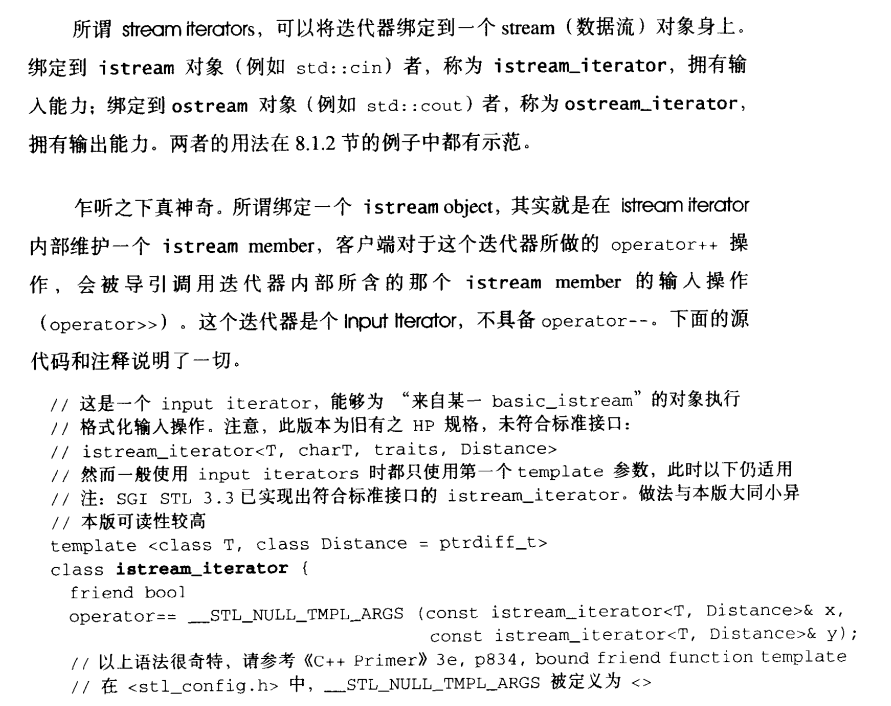 所谓 stream iterators，可以将迭代器绑定到一个 stream（数据流）对象身上。
绑定到 istream 对象（例如 std::cin）者，称为 istream_iterator，拥有输
入能力；绑定到 ostream 对象（例如 std::cout）者，称为 ostream_iterator，
拥有输出能力。两者的用法在 8.1.2 节的例子中都有示范。
乍听之下真神奇。所谓绑定一个 istream object，其实就是在 istream iterator
内部维护一个 istream member，客户端对于这个迭代器所做的 operator++ 操
作，会被导引调用迭代器内部所含的那个 istream member 的输入操作
（operator>>）。这个迭代器是个 Input Iterator，不具备 operator--。下面的源
代码和注释说明了一切。
// 这是一个 input iterator，能够为 “来自某一 basic_istream”的对象执行
// 格式化输入操作。注意，此版本为旧有之 HP 规格，未符合标准接口：
// istream_iterator<T, charT, traits, Distance>
// 然而一般使用 input iterators 时都只使用第一个 template 参数，此时以下仍适用
// 注：SGI STL 3.3 已实现出符合标准接口的 istream_iterator。做法与本版大同小异
// 本版可读性较高
template <class T, class Distance = ptrdiff_t>
class istream_iterator {
friend bool
operator== __STL_NULL_TMPL_ARGS (const istream_iterator<T, Distance>& x,
const istream_iterator<T, Distance>& y);
// 以上语法很奇特，请参考《C++ Primer》3e, p834, bound friend function template
// 在 <stl_config.h> 中，__STL_NULL_TMPL_ARGS 被定义为 <>